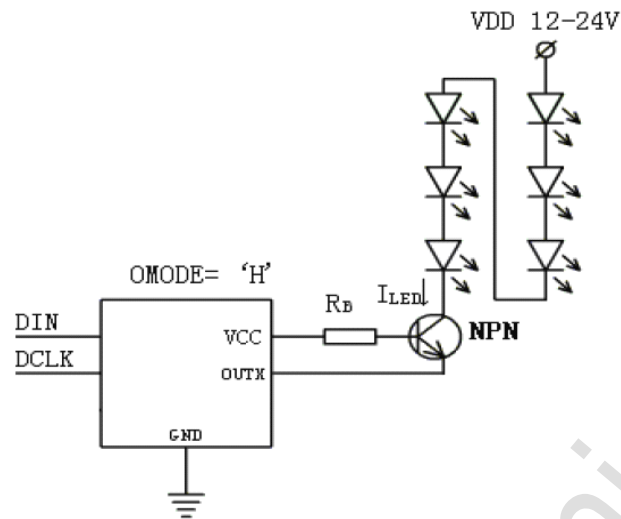 VDD 12-24V
OMODE= ‘H’
RB
ILED
NPN
DIN
VCC
DCLK
OUTX
GND